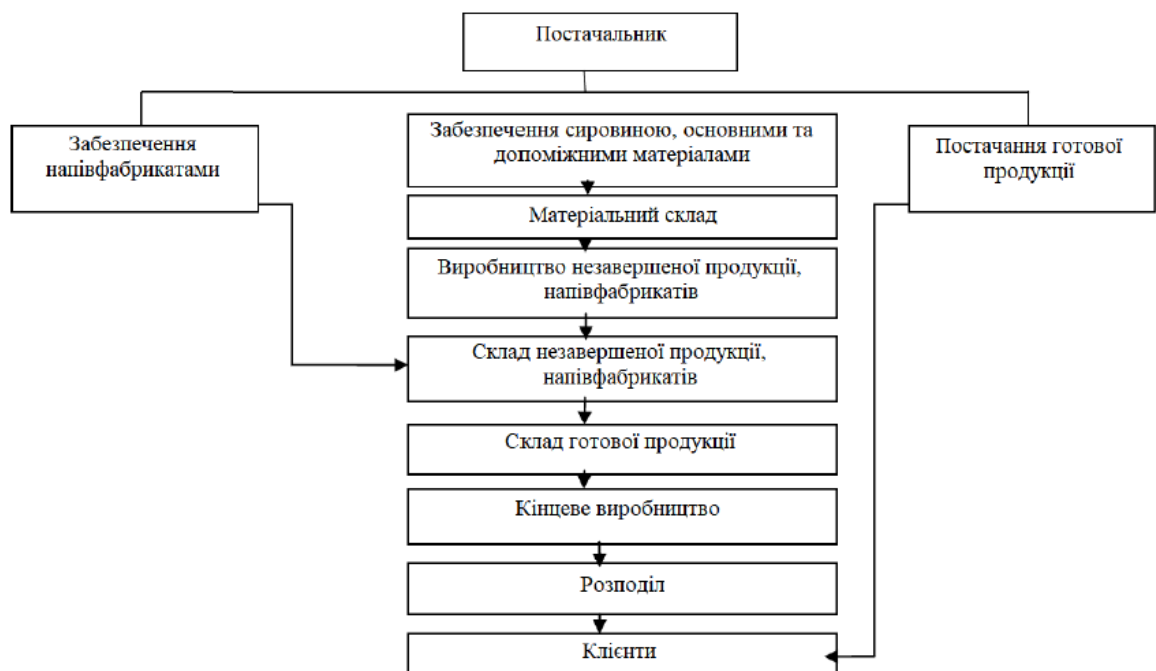 Постачальник
Забезпечення
напівфабрикатами
Забезпечення сировиною, основними та
допоміжними матеріалами
Постачання готової
продукції
Матеріальний склад
Виробництво незавершеної продукції,
напівфабрикатів
Склад незавершеної продукції,
напівфабрикатів
Склад готової продукції
Кінцеве виробництво
Розподіл
Клієнти